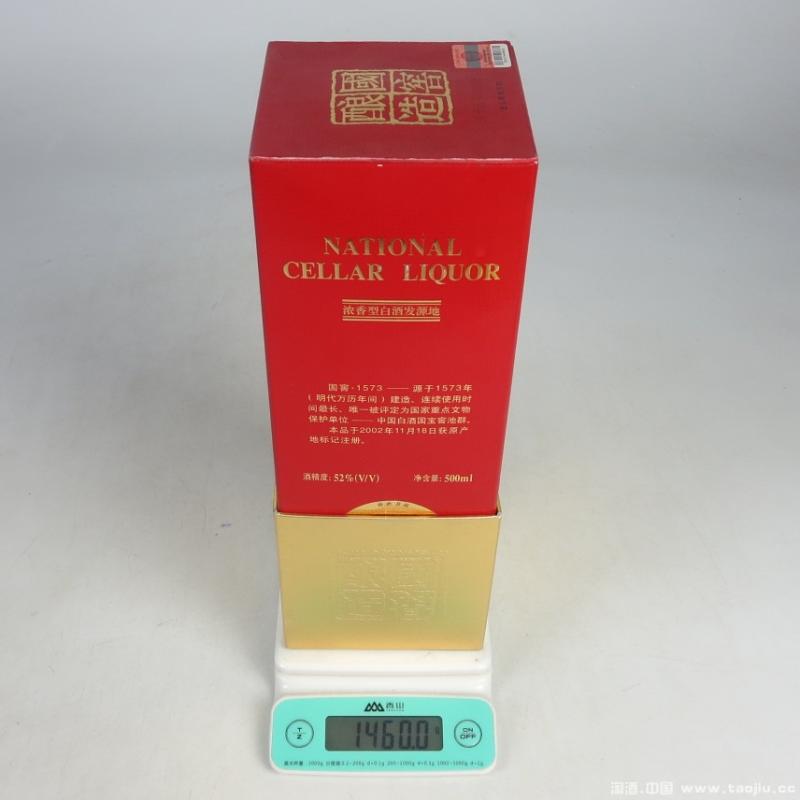 國窖
酿造
NATIONAL
CELLAR LIQUOR
浓香型白酒发源地
国窖·1573 —— 源于1573年
(明代万历年间)建造、连续使用时
间最长、唯一被评定为国家重点文物
保护单位 —— 中国白酒国宝窖池群。
本品于2002年11月18日获原产
地标记注册。
酒精度: 52%(V/V) 净含量: 500ml
香山
T
Z
1460.0
ON
OFF
淘酒.中国 www.taojiu.cc